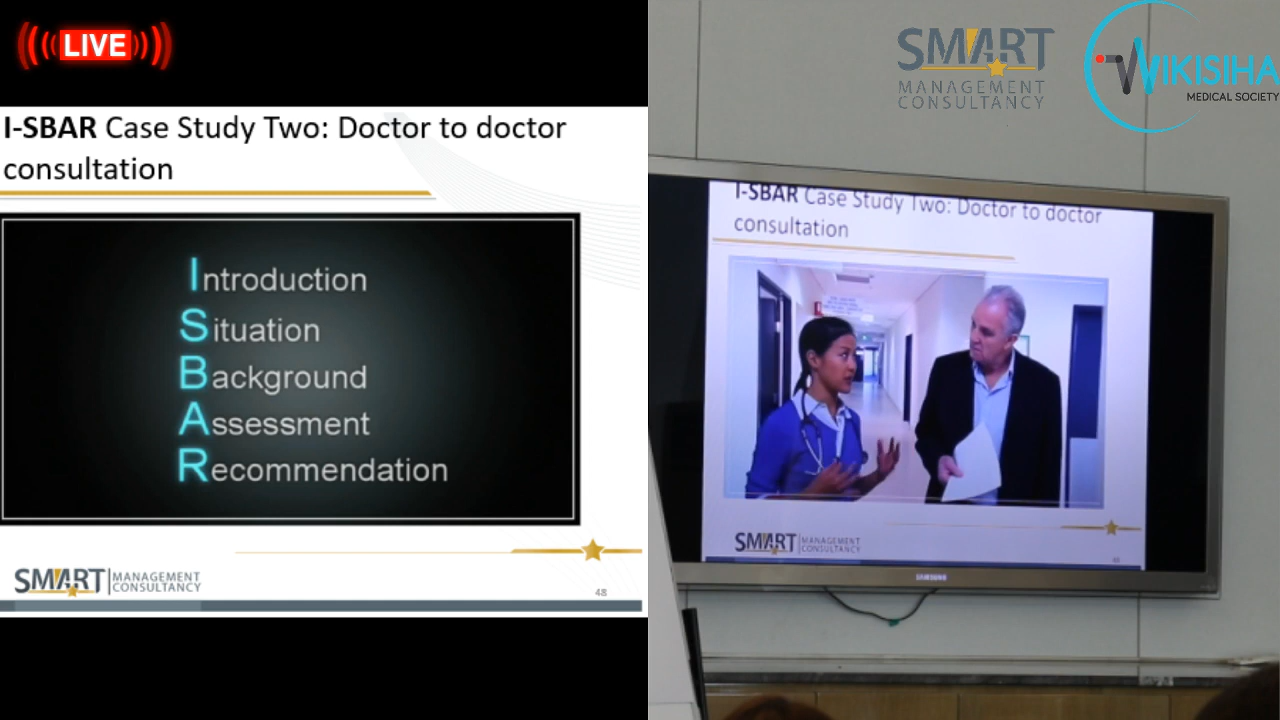 LIVE
I-SBAR Case Study Two: Doctor to doctor
consultation
Introduction
Situation
Background
Assessment
Recommendation
SMART MANAGEMENT
CONSULTANCY
48
SMART
MANAGEMENT
CONSULTANCY
WIKISIHA
MEDICAL SOCIETY
I-SBAR Case Study Two: Doctor to doctor
consultation
SMART MANAGEMENT
CONSULTANCY
SAMSUNG